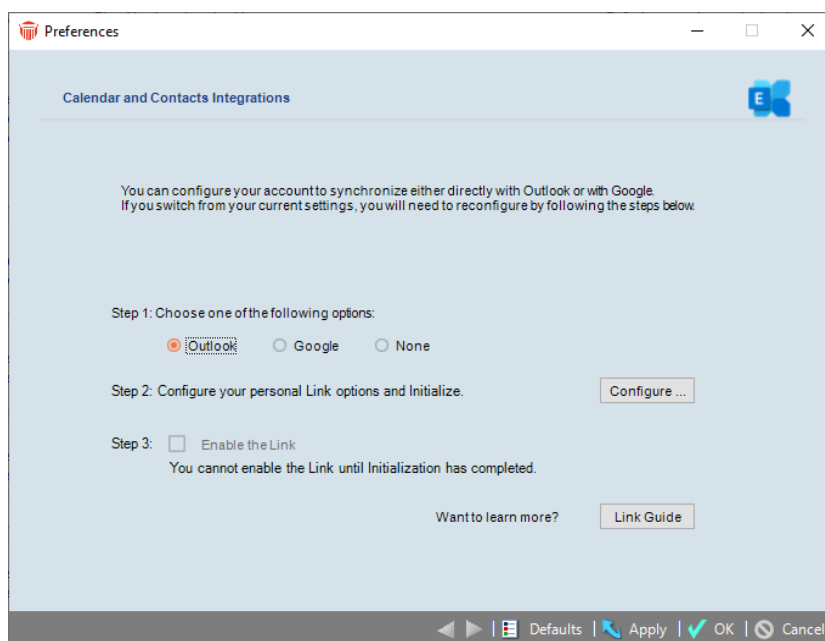 Preferences
Calendar and Contacts Integrations
E
You can configure your account to synchronize either directly with Outlook or with Google.
If you switch from your current settings, you will need to reconfigure by following the steps below.
Step 1: Choose one of the following options:
Outlook Google None
Step 2: Configure your personal Link options and Initialize. Configure ...
Step 3: Enable the Link
You cannot enable the Link until Initialization has completed.
Want to learn more? Link Guide
Defaults | Apply | OK | Cancel